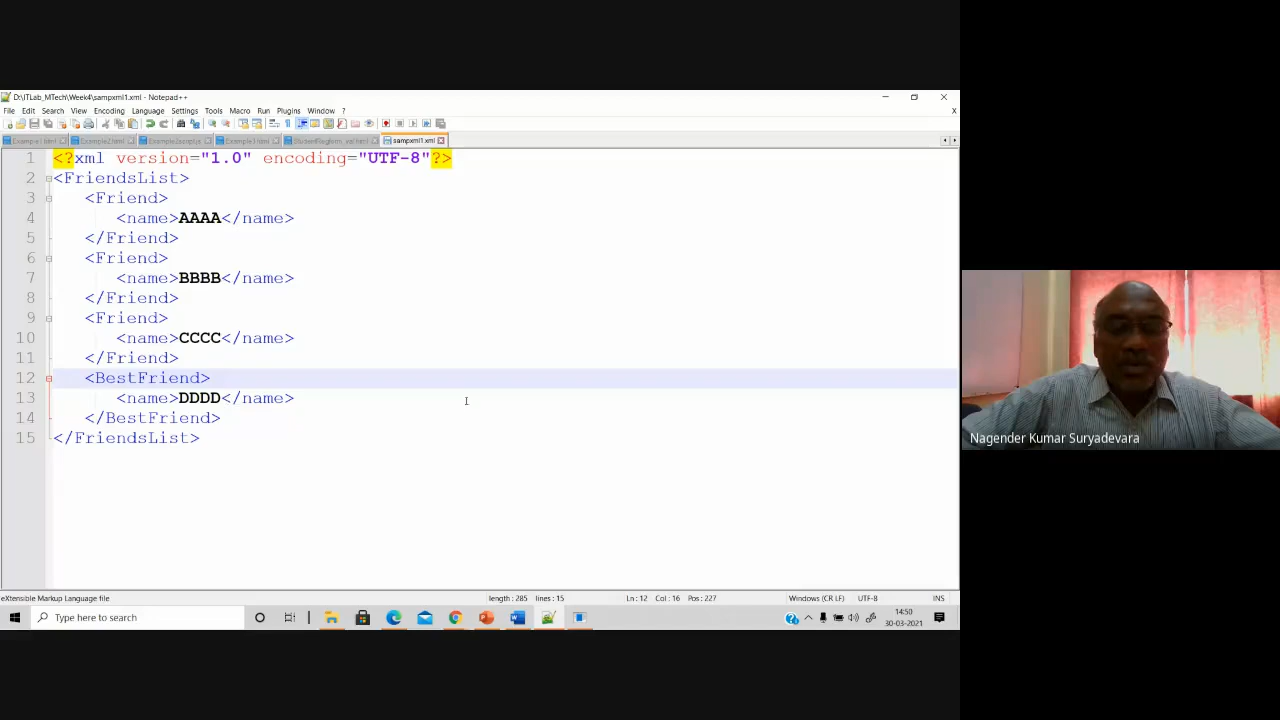 D:\ITLab_MTech\Week4\sampxml1.xml - Notepad++
File Edit Search View Encoding Language Settings Tools Macro Run Plugins Window ?
sampxml1.xml
1 <?xml version="1.0" encoding="UTF-8"?>
2 <FriendsList>
3 <Friend>
4 <name>AAAA</name>
5 </Friend>
6 <Friend>
7 <name>BBBB</name>
8 </Friend>
9 <Friend>
10 <name>CCCC</name>
11 </Friend>
12 <BestFriend>
13 <name>DDDD</name>
14 </BestFriend>
15 </FriendsList>
Nagender Kumar Suryadevara
eXtensible Markup Language file length : 285 lines : 15 Ln : 12 Col : 16 Pos : 227 Windows (CR LF) UTF-8 INS
Type here to search
14:50
30-03-2021